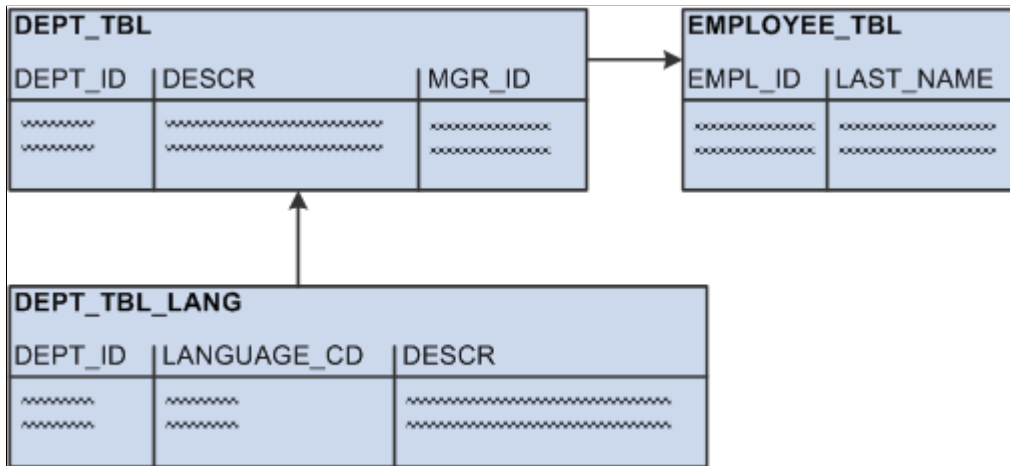 DEPT_TBL
DEPT_ID DESCR MGR_ID
EMPLOYEE_TBL
EMPL_ID LAST_NAME
DEPT_TBL_LANG
DEPT_ID LANGUAGE_CD DESCR